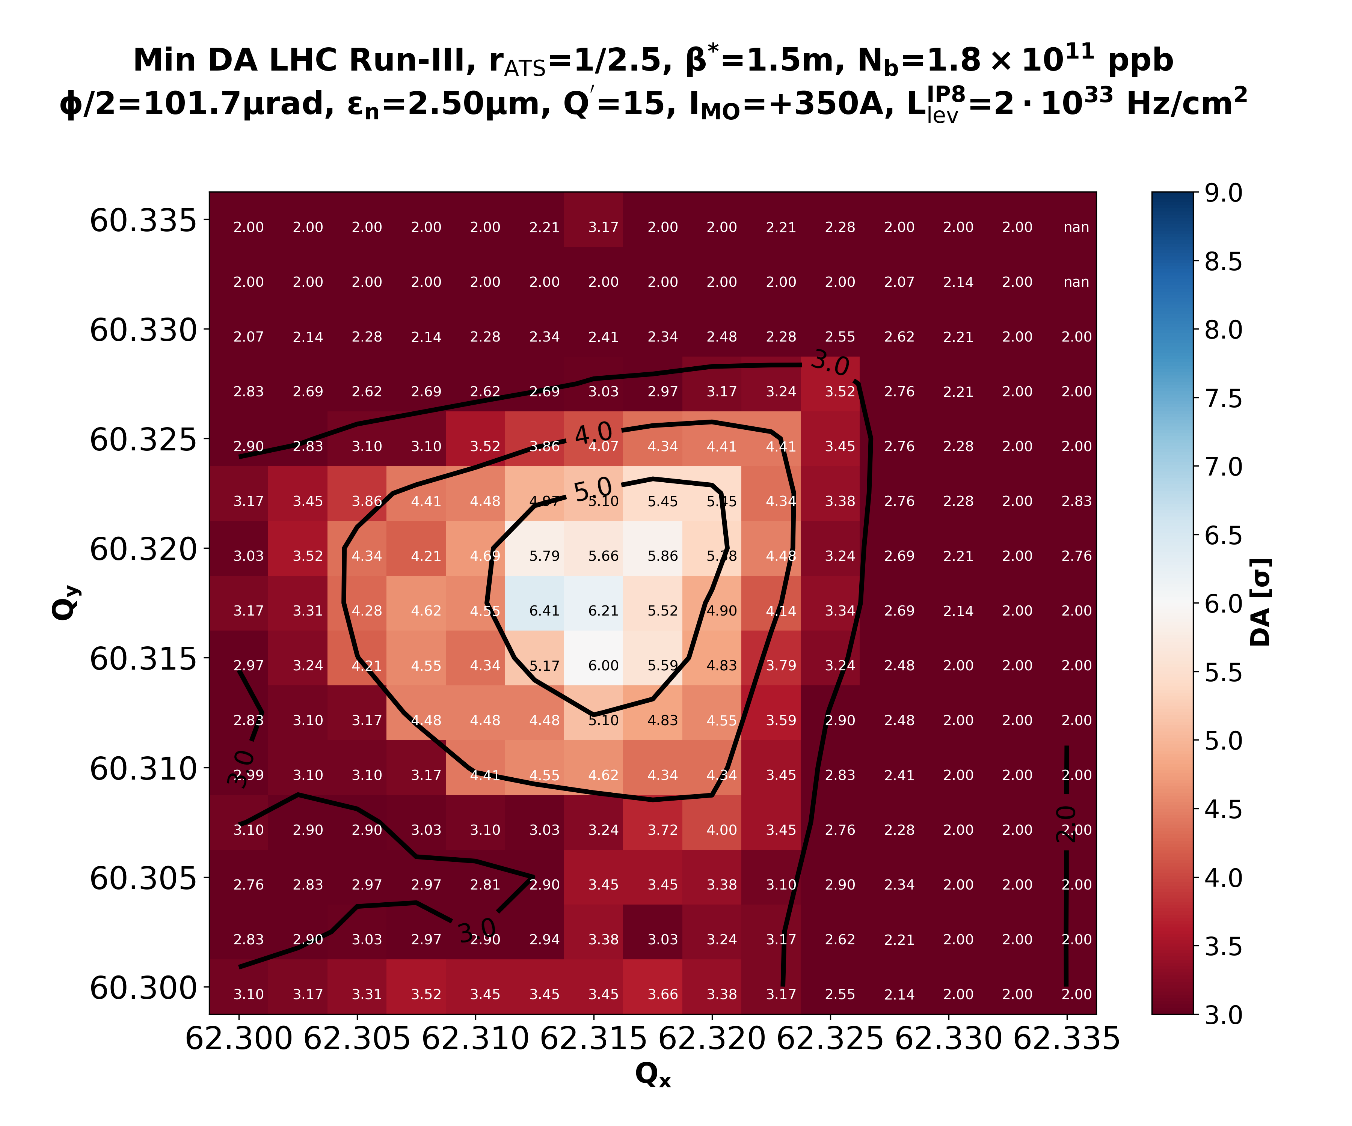 Min DA LHC Run-III, r_ATS=1/2.5, β*=1.5m, N_b=1.8 × 10¹¹ ppb
ϕ/2=101.7μrad, ε_n=2.50μm, Q′=15, I_MO=+350A, L_lev^IP8=2 · 10³³ Hz/cm²
60.335
2.00 2.00 2.00 2.00 2.00 2.21 3.17 2.00 2.00 2.21 2.28 2.00 2.00 2.00 nan
2.00 2.00 2.00 2.00 2.00 2.00 2.00 2.00 2.00 2.00 2.00 2.07 2.14 2.00 nan
60.330
2.07 2.14 2.28 2.14 2.28 2.34 2.41 2.34 2.48 2.28 2.55 2.62 2.21 2.00 2.00
3.0
2.83 2.69 2.62 2.69 2.62 2.69 3.03 2.97 3.17 3.24 3.52 2.76 2.21 2.00 2.00
4.0
60.325
2.90 2.83 3.10 3.10 3.52 3.86 4.07 4.34 4.41 4.41 3.45 2.76 2.28 2.00 2.00
5.0
3.17 3.45 3.86 4.41 4.48 4.97 5.10 5.45 5.45 4.34 3.38 2.76 2.28 2.00 2.83
60.320
3.03 3.52 4.34 4.21 4.69 5.79 5.66 5.86 5.38 4.48 3.24 2.69 2.21 2.00 2.76
3.17 3.31 4.28 4.62 4.55 6.41 6.21 5.52 4.90 4.14 3.34 2.69 2.14 2.00 2.00
60.315
2.97 3.24 4.21 4.55 4.34 5.17 6.00 5.59 4.83 3.79 3.24 2.48 2.00 2.00 2.00
2.83 3.10 3.17 4.48 4.48 4.48 5.10 4.83 4.55 3.59 2.90 2.48 2.00 2.00 2.00
3.0
60.310
2.99 3.10 3.10 3.17 4.41 4.55 4.62 4.34 4.34 3.45 2.83 2.41 2.00 2.00 2.00
2.0
3.10 2.90 2.90 3.03 3.10 3.03 3.24 3.72 4.00 3.45 2.76 2.28 2.00 2.00 2.00
60.305
2.76 2.83 2.97 2.97 2.81 2.90 3.45 3.45 3.38 3.10 2.90 2.34 2.00 2.00 2.00
3.0
2.83 2.90 3.03 2.97 2.90 2.94 3.38 3.03 3.24 3.17 2.62 2.21 2.00 2.00 2.00
60.300
3.10 3.17 3.31 3.52 3.45 3.45 3.45 3.66 3.38 3.17 2.55 2.14 2.00 2.00 2.00
62.300 62.305 62.310 62.315 62.320 62.325 62.330 62.335
Q_x
Q_y
9.0
8.5
8.0
7.5
7.0
6.5
6.0
5.5
5.0
4.5
4.0
3.5
3.0
DA [σ]